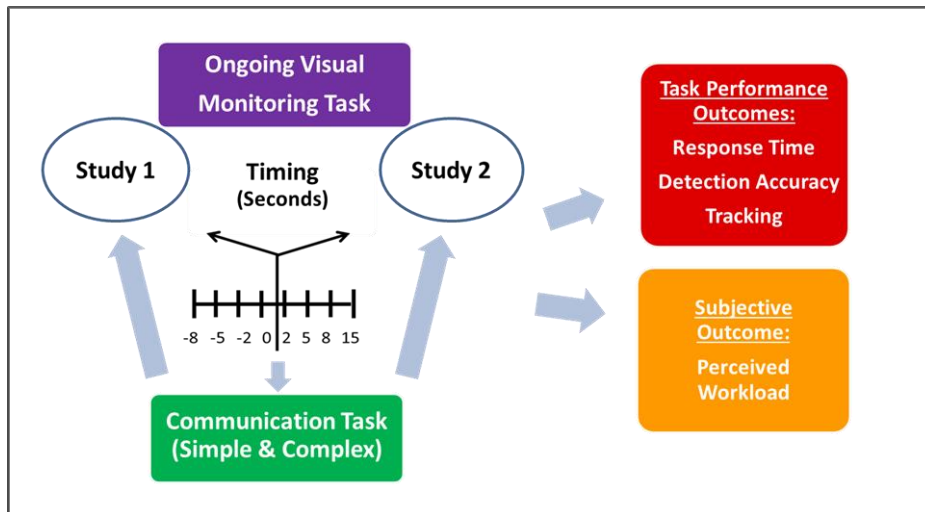 Ongoing Visual
Monitoring Task
Study 1
Timing
(Seconds)
Study 2
-8 -5 -2 0 2 5 8 15
Communication Task
(Simple & Complex)
Task Performance
Outcomes:
Response Time
Detection Accuracy
Tracking
Subjective
Outcome:
Perceived
Workload